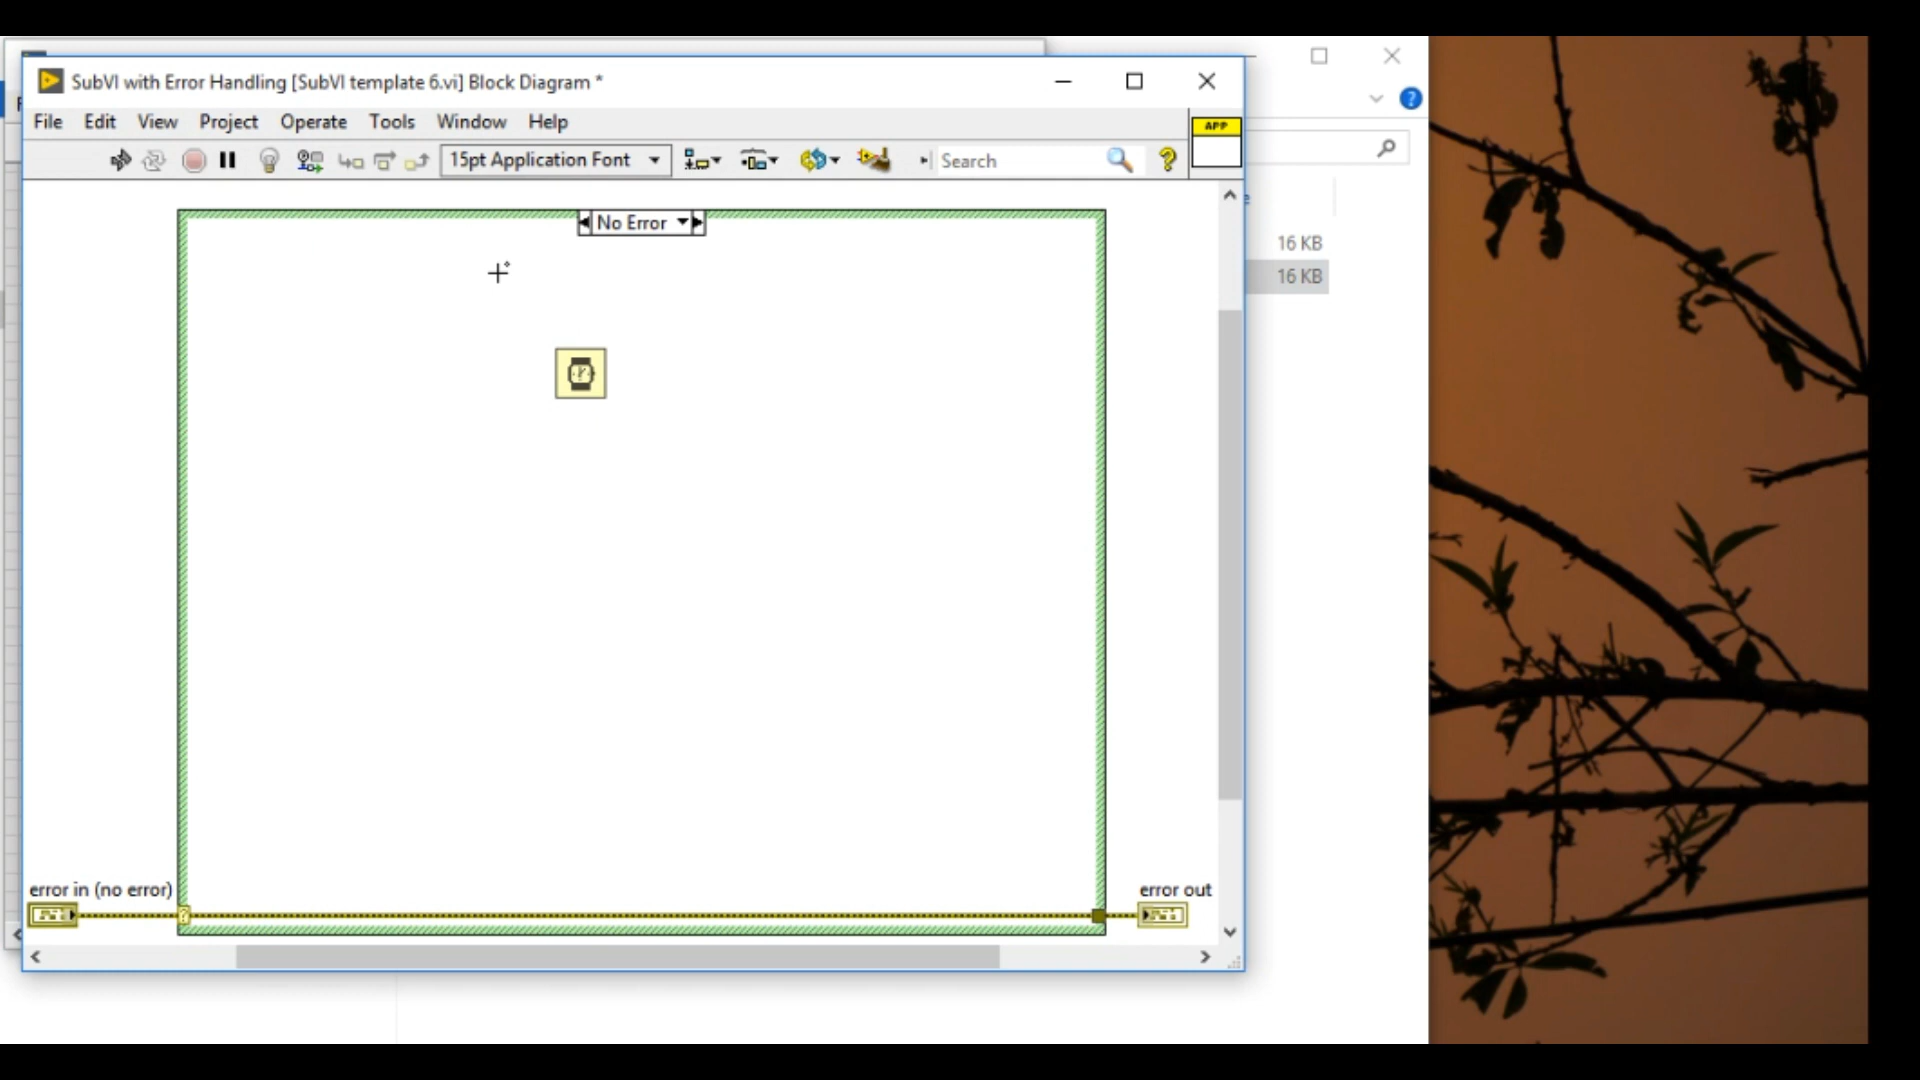 SubVI with Error Handling [SubVI template 6.vi] Block Diagram *
File Edit View Project Operate Tools Window Help
APP
15pt Application Font
Search
?
?
No Error
16 KB
16 KB
error in (no error)
error out